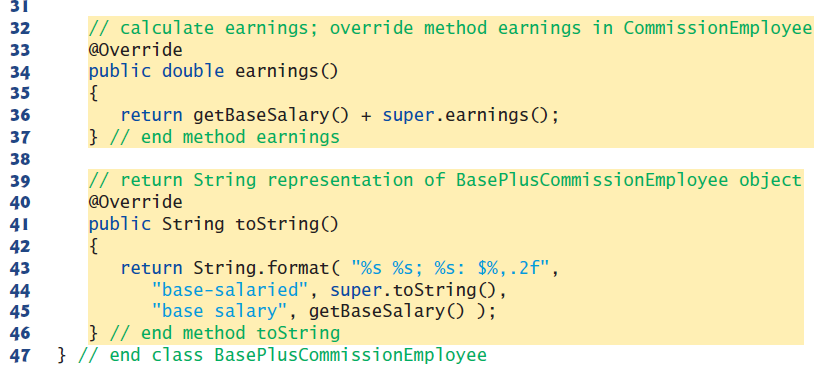 31
32 // calculate earnings; override method earnings in CommissionEmployee
33 @Override
34 public double earnings()
35 {
36 return getBaseSalary() + super.earnings();
37 } // end method earnings
38
39 // return String representation of BasePlusCommissionEmployee object
40 @Override
41 public String toString()
42 {
43 return String.format( "%s %s; %s: $%,.2f",
44 "base-salaried", super.toString(),
45 "base salary", getBaseSalary() );
46 } // end method toString
47 } // end class BasePlusCommissionEmployee